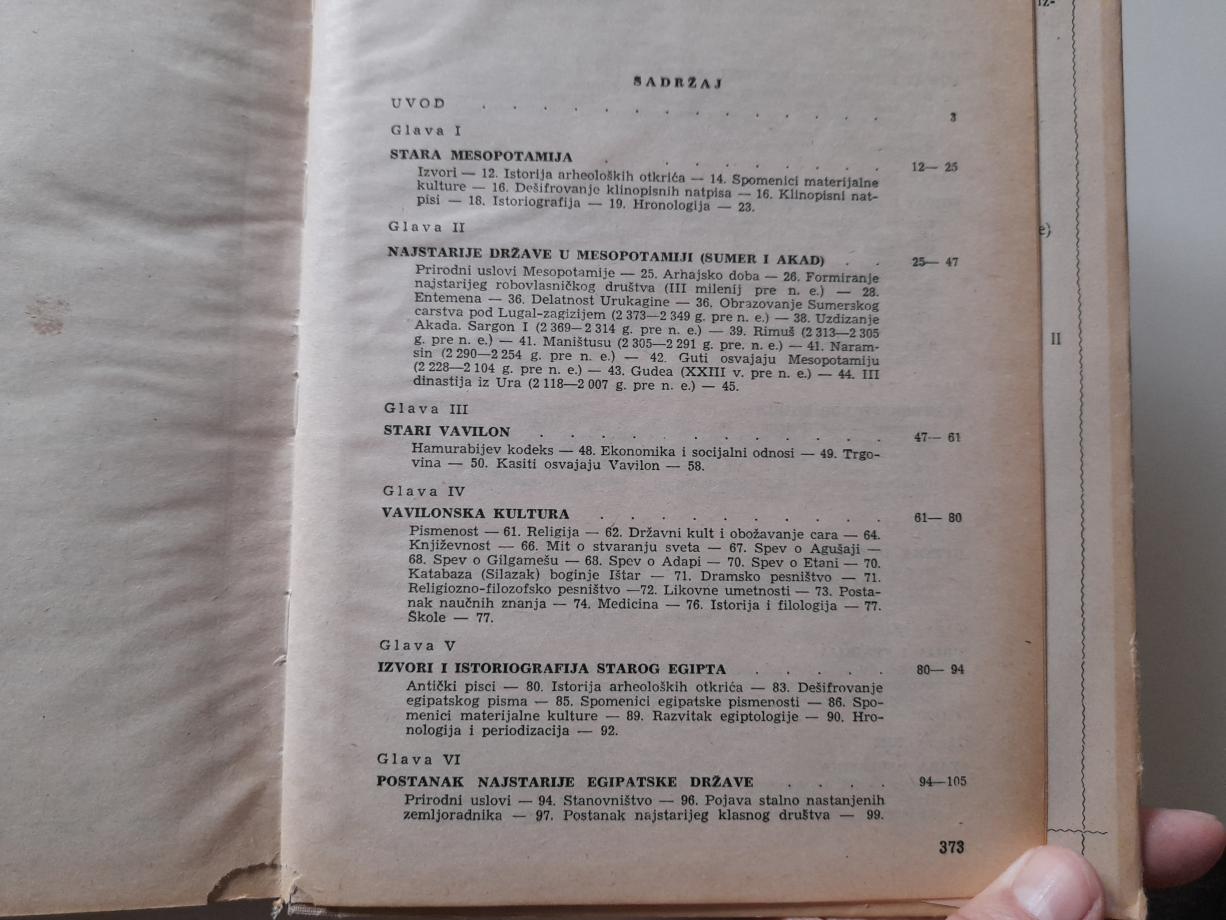 SADRŽAJ
UVOD . . . . . . . . . . . . . . 3
Glava I
STARA MESOPOTAMIJA . . . . . . . . . . 12— 25
Izvori — 12. Istorija arheoloških otkrića — 14. Spomenici materijalne
kulture — 16. Dešifrovanje klinopisnih natpisa — 16. Klinopisni nat-
pisi — 18. Istoriografija — 19. Hronologija — 23.
Glava II
NAJSTARIJE DRŽAVE U MESOPOTAMIJI (SUMER I AKAD) . . 25— 47
Prirodni uslovi Mesopotamije — 25. Arhajsko doba — 26. Formiranje
najstarijeg robovlasničkog društva (III milenij pre n. e.) — 28.
Entemena — 36. Delatnost Urukagine — 36. Obrazovanje Sumerskog
carstva pod Lugal-zagizijem (2 373—2 349 g. pre n. e.) — 38. Uzdizanje
Akada. Sargon I (2 369—2 314 g. pre n. e.) — 39. Rimuš (2 313—2 305
g. pre n. e.) — 41. Maništusu (2 305—2 291 g. pre n. e.) — 41. Naram-
sin (2 290—2 254 g. pre n. e.) — 42. Guti osvajaju Mesopotamiju
(2 228—2 104 g. pre n. e.) — 43. Gudea (XXIII v. pre n. e.) — 44. III
dinastija iz Ura (2 118—2 007 g. pre n. e.) — 45.
Glava III
STARI VAVILON . . . . . . . . . . . . 47— 61
Hamurabijev kodeks — 48. Ekonomika i socijalni odnosi — 49. Trgo-
vina — 50. Kasiti osvajaju Vavilon — 58.
Glava IV
VAVILONSKA KULTURA . . . . . . . . . . 61— 80
Pismenost — 61. Religija — 62. Državni kult i obožavanje cara — 64.
Književnost — 66. Mit o stvaranju sveta — 67. Spev o Agušaji —
68. Spev o Gilgamešu — 68. Spev o Adapi — 70. Spev o Etani — 70.
Katabaza (Silazak) boginje Ištar — 71. Dramsko pesništvo — 71.
Religiozno-filozofsko pesništvo —72. Likovne umetnosti — 73. Posta-
nak naučnih znanja — 74. Medicina — 76. Istorija i filologija — 77.
Škole — 77.
Glava V
IZVORI I ISTORIOGRAFIJA STAROG EGIPTA . . . . . 80— 94
Antički pisci — 80. Istorija arheoloških otkrića — 83. Dešifrovanje
egipatskog pisma — 85. Spomenici egipatske pismenosti — 86. Spo-
menici materijalne kulture — 89. Razvitak egiptologije — 90. Hro-
nologija i periodizacija — 92.
Glava VI
POSTANAK NAJSTARIJE EGIPATSKE DRŽAVE . . . . 94—105
Prirodni uslovi — 94. Stanovništvo — 96. Pojava stalno nastanjenih
zemljoradnika — 97. Postanak najstarijeg klasnog društva — 99.
373
iz-
e)
II